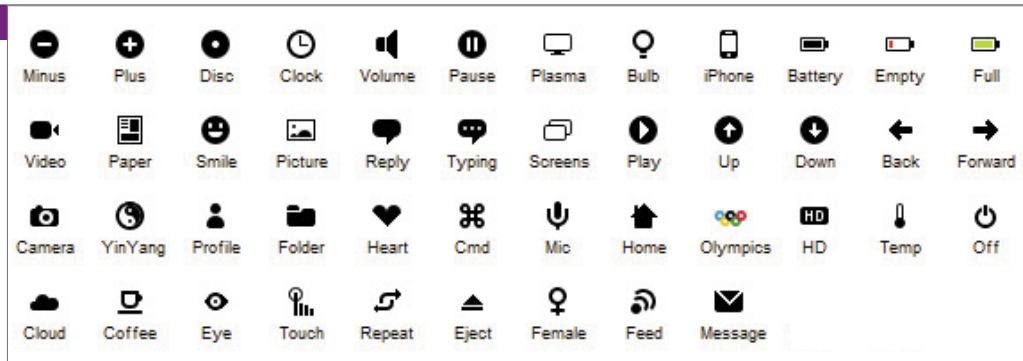 Minus Plus Disc Clock Volume Pause Plasma Bulb iPhone Battery Empty Full
Video Paper Smile Picture Reply Typing Screens Play Up Down Back Forward
HD
Camera YinYang Profile Folder Heart Cmd Mic Home Olympics HD Temp Off
Cloud Coffee Eye Touch Repeat Eject Female Feed Message